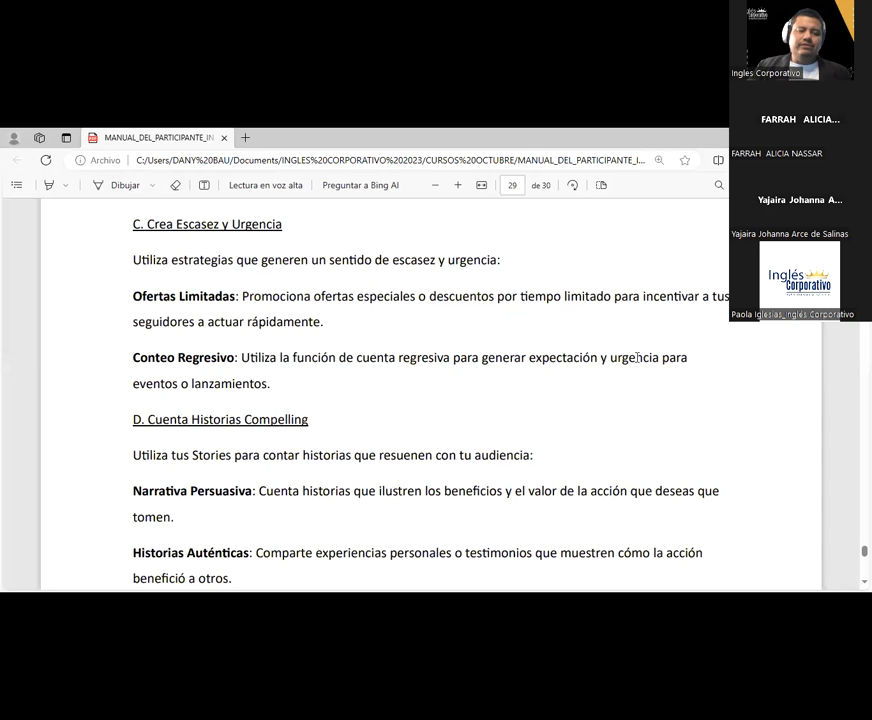 MANUAL_DEL_PARTICIPANTE_IN
Archivo
C:/Users/DANY%20BAU/Documents/INGLES%20CORPORATIVO%202023/CURSOS%20OCTUBRE/MANUAL_DEL_PARTICIPANTE_I...
Dibujar
Lectura en voz alta
Preguntar a Bing AI
29
de 30
C. Crea Escasez y Urgencia
Utiliza estrategias que generen un sentido de escasez y urgencia:
Ofertas Limitadas: Promociona ofertas especiales o descuentos por tiempo limitado para incentivar a tus
seguidores a actuar rápidamente.
Conteo Regresivo: Utiliza la función de cuenta regresiva para generar expectación y urgencia para
eventos o lanzamientos.
D. Cuenta Historias Compelling
Utiliza tus Stories para contar historias que resuenen con tu audiencia:
Narrativa Persuasiva: Cuenta historias que ilustren los beneficios y el valor de la acción que deseas que
tomen.
Historias Auténticas: Comparte experiencias personales o testimonios que muestren cómo la acción
benefició a otros.
Ingles Corporativo
FARRAH ALICIA...
FARRAH ALICIA NASSAR
Yajaira Johanna A...
Yajaira Johanna Arce de Salinas
Inglés
Corporativo
Paola Iglesias_Inglés Corporativo